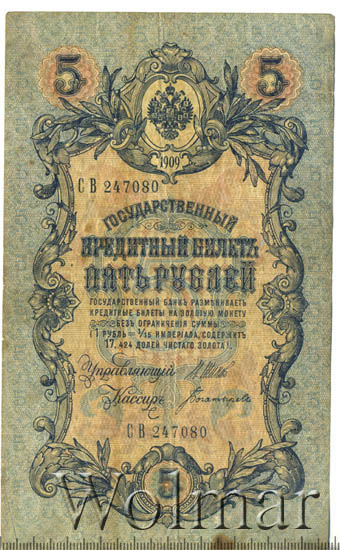 5 5
1909
СВ 247080
ГОСУДАРСТВЕННЫЙ
КРЕДИТНЫЙ БИЛЕТЪ
ПЯТЬ РУБЛЕЙ
ГОСУДАРСТВЕННЫЙ БАНКЪ РАЗМѢНИВАЕТЪ
КРЕДИТНЫЕ БИЛЕТЫ НА ЗОЛОТУЮ МОНЕТУ
БЕЗЪ ОГРАНИЧЕНІЯ СУММЫ
(1 РУБЛЬ = 1/15 ИМПЕРІАЛА, СОДЕРЖИТЪ
17,424 ДОЛЕЙ ЧИСТАГО ЗОЛОТА).
Управляющій
Кассиръ Богатыревъ
СВ 247080
5
Wolmar